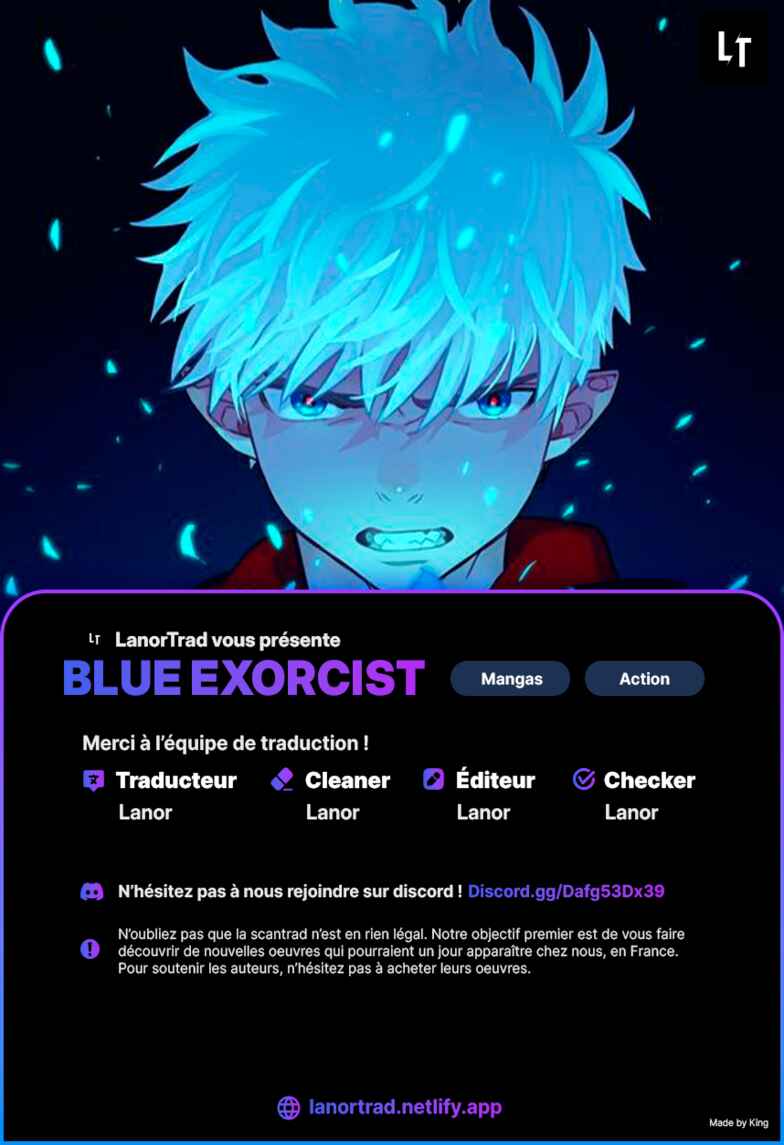 LT
LT LanorTrad vous présente
BLUE EXORCIST
Mangas
Action
Merci à l'équipe de traduction !
Traducteur
Cleaner
Éditeur
Checker
Lanor
Lanor
Lanor
Lanor
N'hésitez pas à nous rejoindre sur discord ! Discord.gg/Dafg53Dx39
N'oubliez pas que la scantrad n'est en rien légal. Notre objectif premier est de vous faire
découvrir de nouvelles oeuvres qui pourraient un jour apparaître chez nous, en France.
Pour soutenir les auteurs, n'hésitez pas à acheter leurs oeuvres.
lanortrad.netlify.app
Made by King